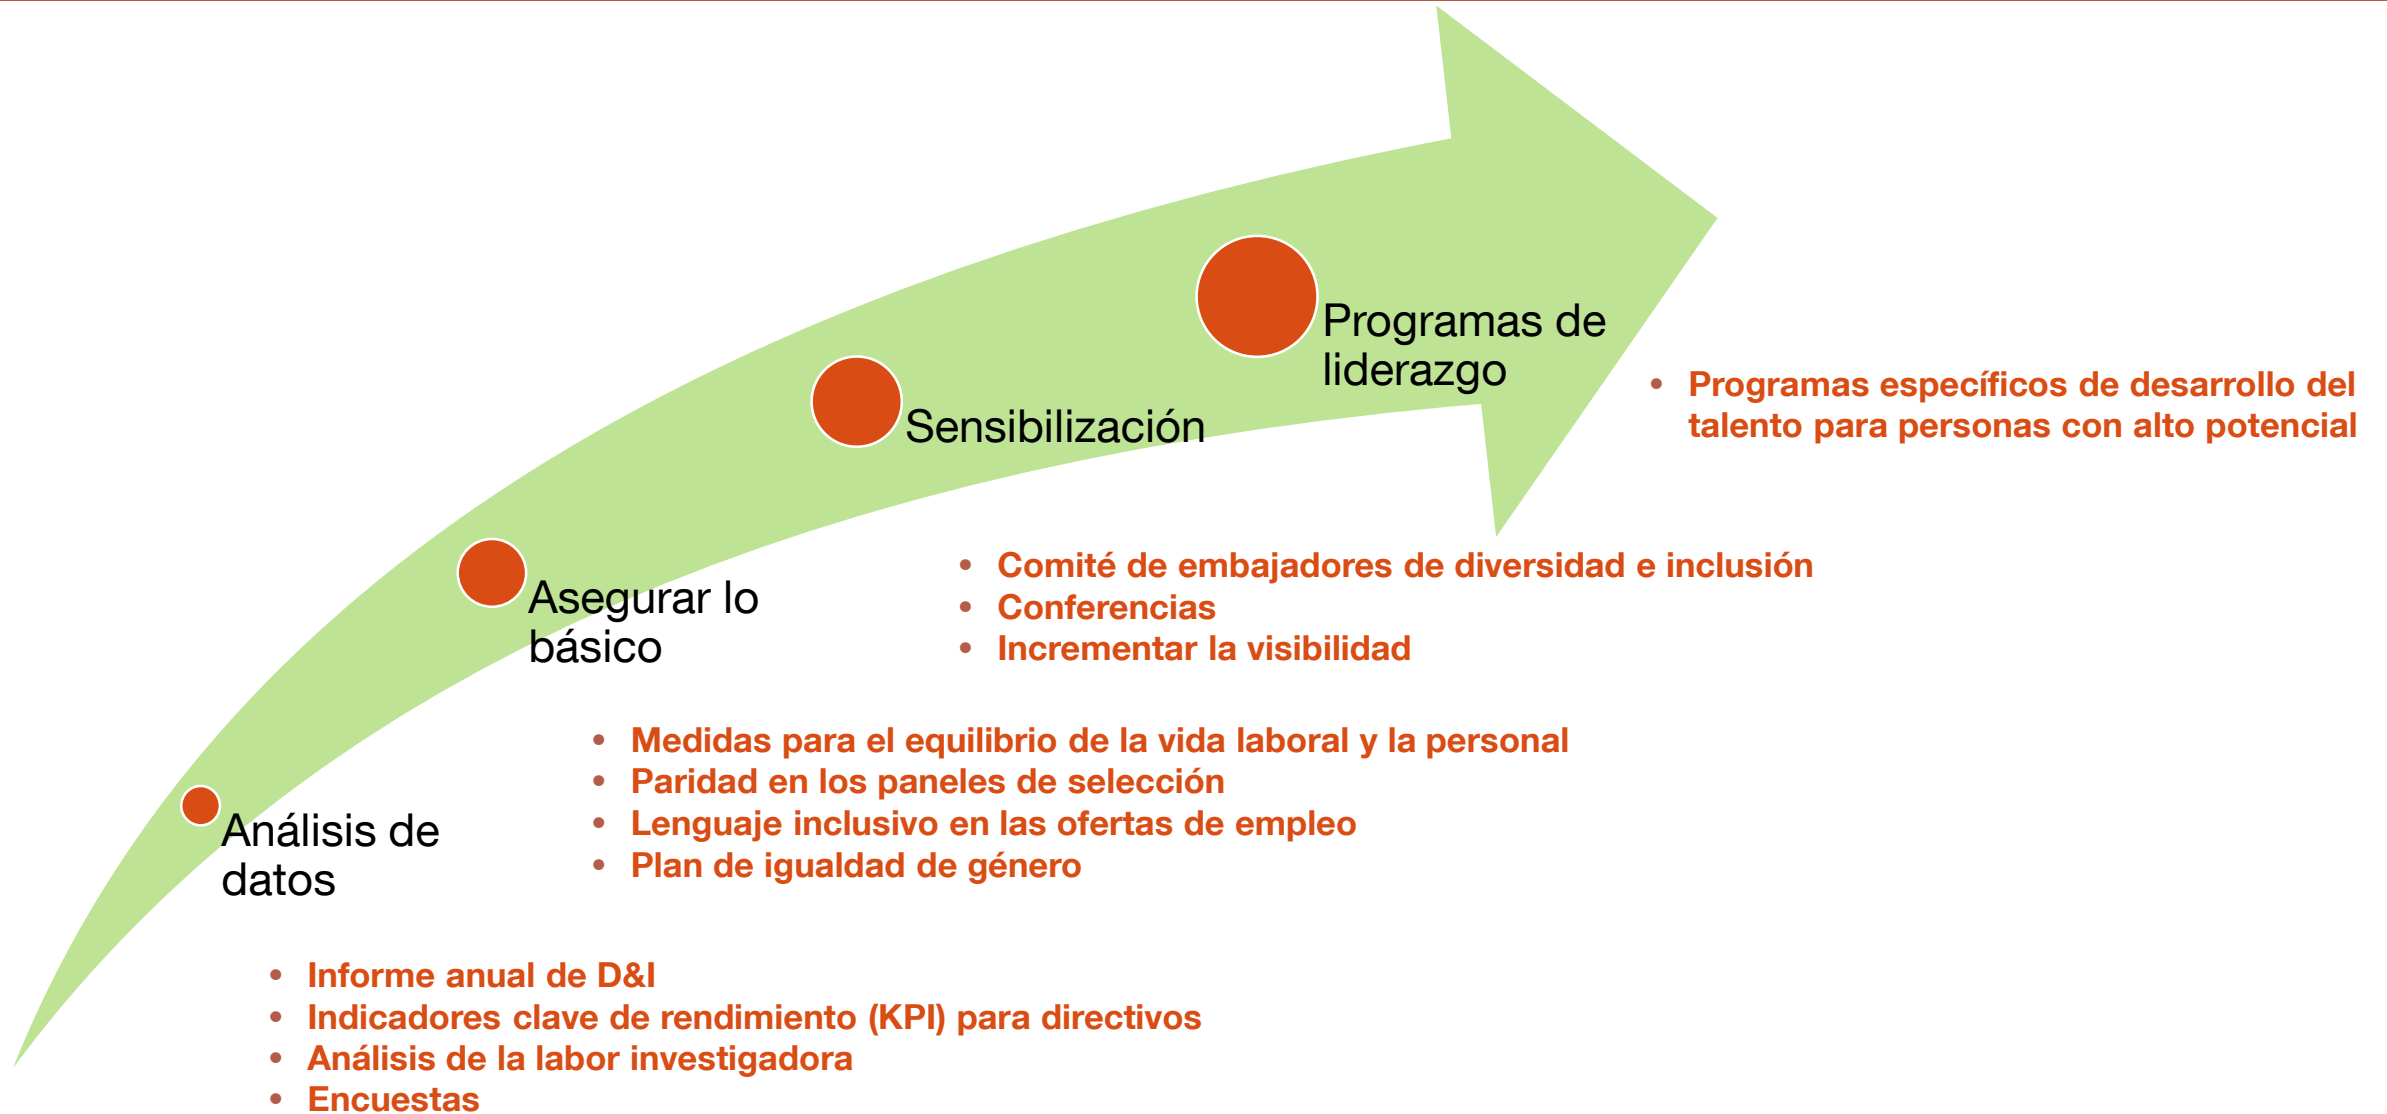 Programas de
liderazgo
• Programas específicos de desarrollo del
talento para personas con alto potencial
Sensibilización
• Comité de embajadores de diversidad e inclusión
• Conferencias
• Incrementar la visibilidad
Asegurar lo
básico
• Medidas para el equilibrio de la vida laboral y la personal
• Paridad en los paneles de selección
• Lenguaje inclusivo en las ofertas de empleo
• Plan de igualdad de género
Análisis de
datos
• Informe anual de D&I
• Indicadores clave de rendimiento (KPI) para directivos
• Análisis de la labor investigadora
• Encuestas